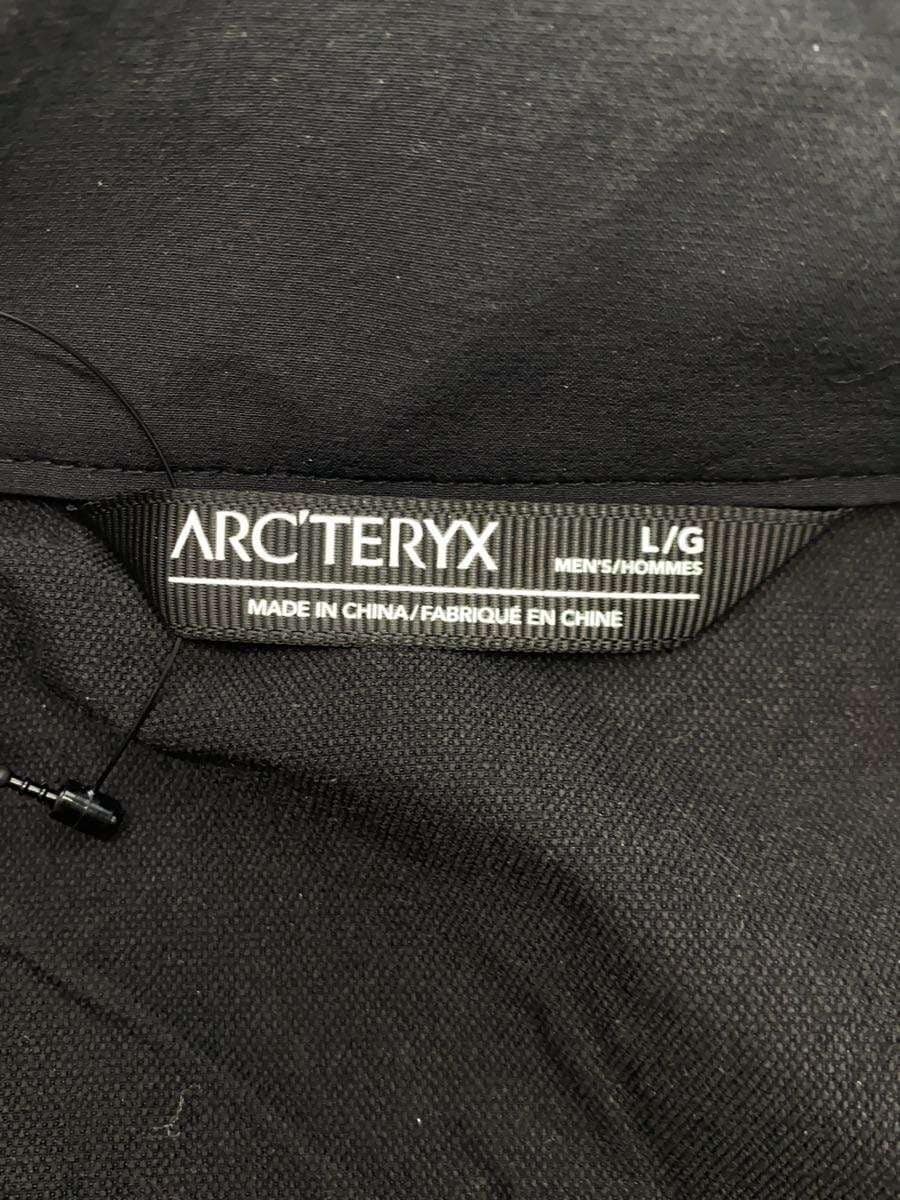 ARC'TERYX
L/G
MEN'S/HOMMES
MADE IN CHINA/FABRIQUÉ EN CHINE